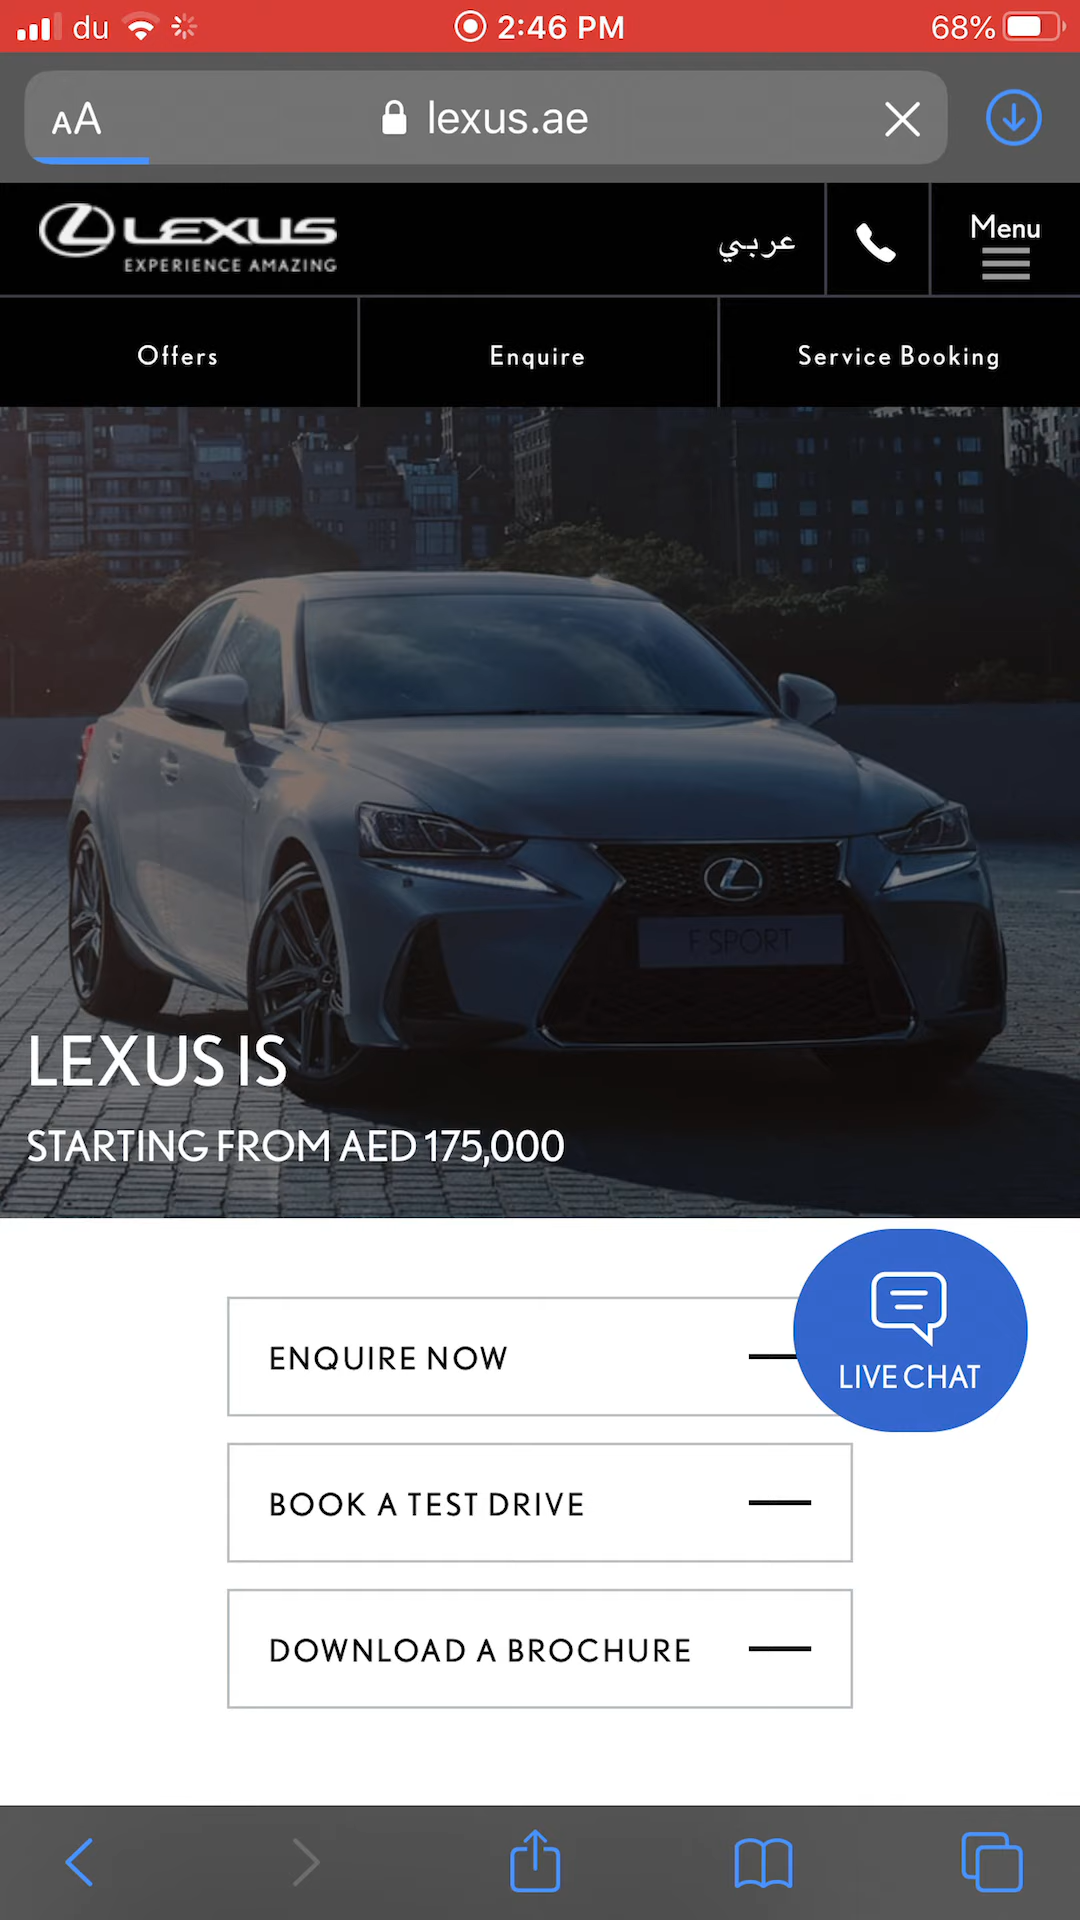 du 2:46 PM 68%
AA lexus.ae
LEXUS
EXPERIENCE AMAZING
عربي
Menu
Offers Enquire Service Booking
F SPORT
LEXUS IS
STARTING FROM AED 175,000
ENQUIRE NOW
LIVE CHAT
BOOK A TEST DRIVE
DOWNLOAD A BROCHURE